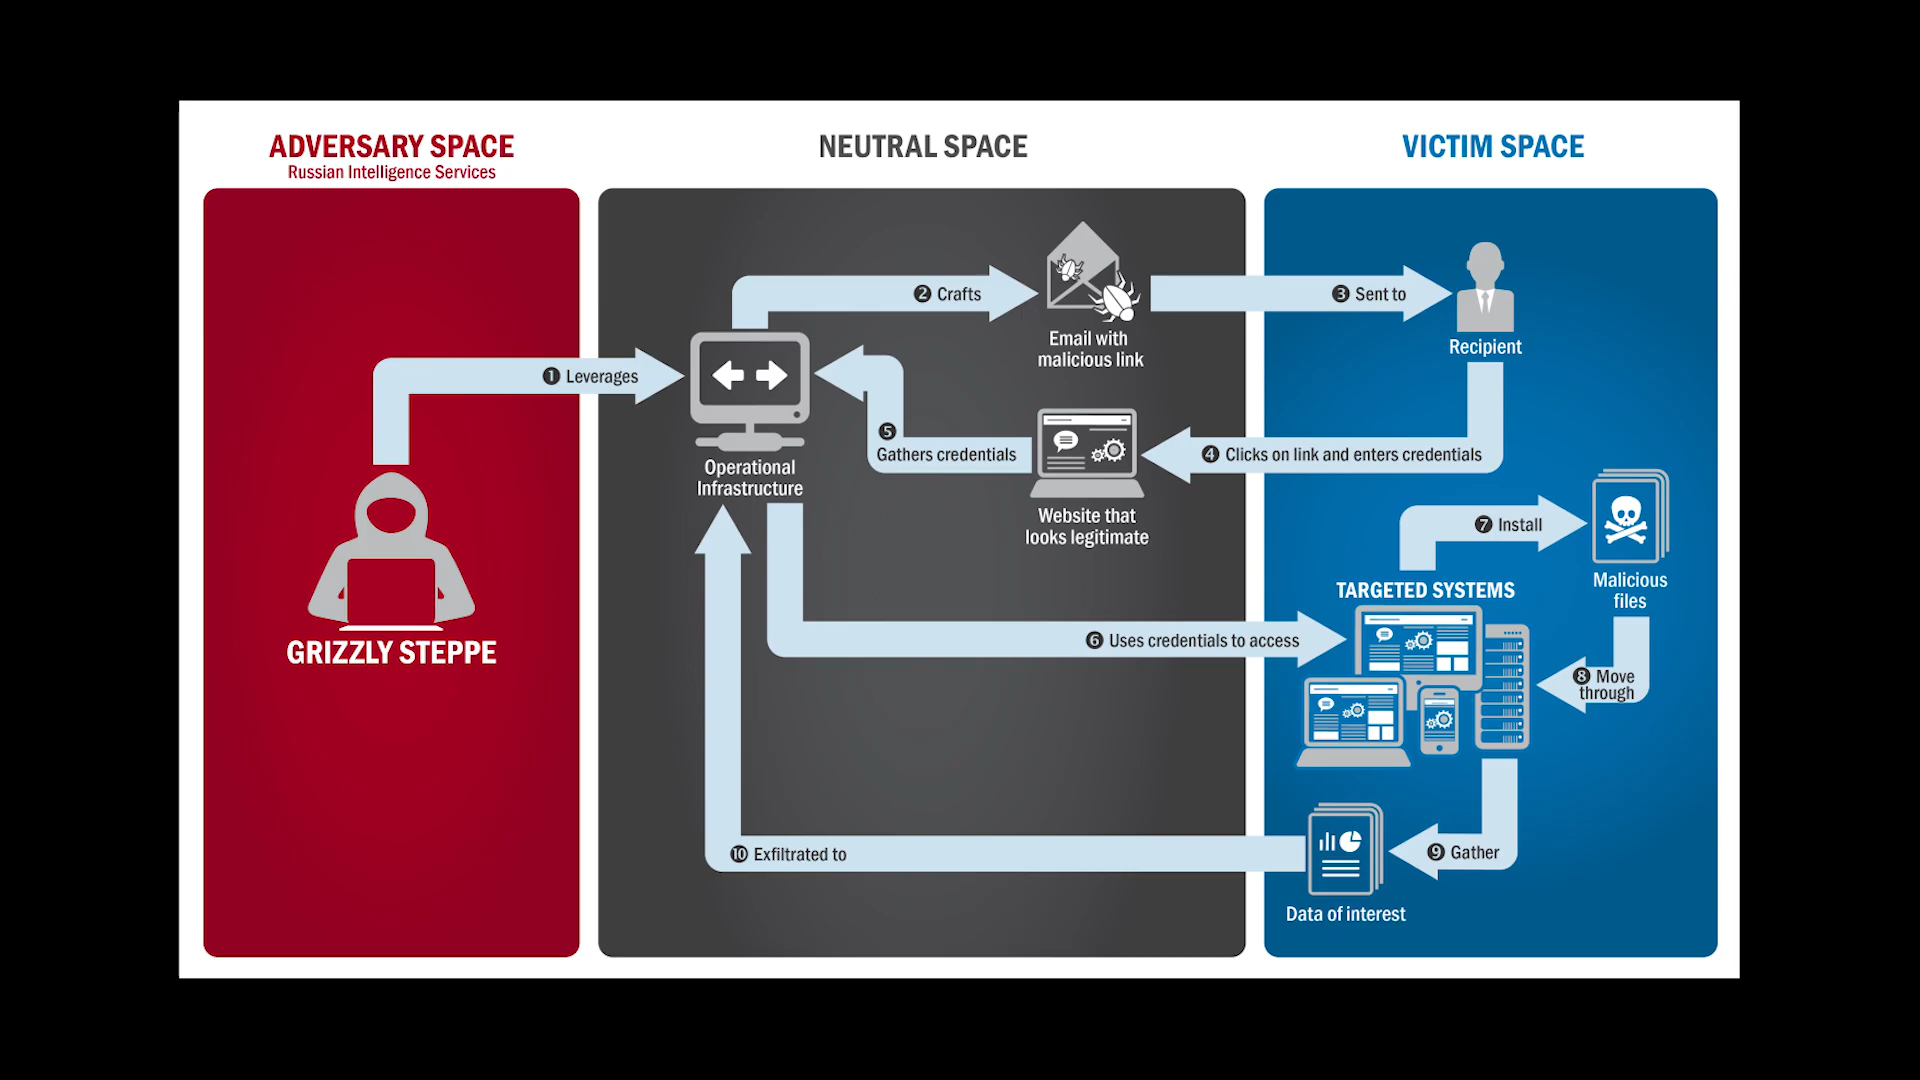 ADVERSARY SPACE
Russian Intelligence Services
NEUTRAL SPACE
VICTIM SPACE
1 Leverages
GRIZZLY STEPPE
Operational
Infrastructure
2 Crafts
Email with
malicious link
3 Sent to
Recipient
4 Clicks on link and enters credentials
Website that
looks legitimate
5
Gathers credentials
6 Uses credentials to access
TARGETED SYSTEMS
7 Install
Malicious
files
8 Move
through
9 Gather
Data of interest
10 Exfiltrated to